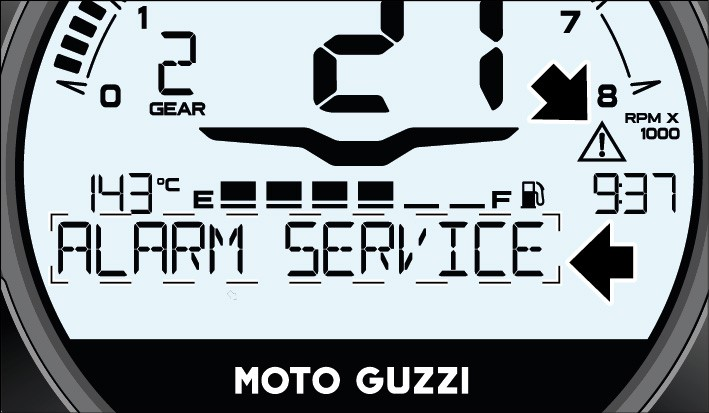 1 7
2 21
0 8
GEAR RPM X
1000
143°C E F 9:37
ALARM SERVICE
MOTO GUZZI